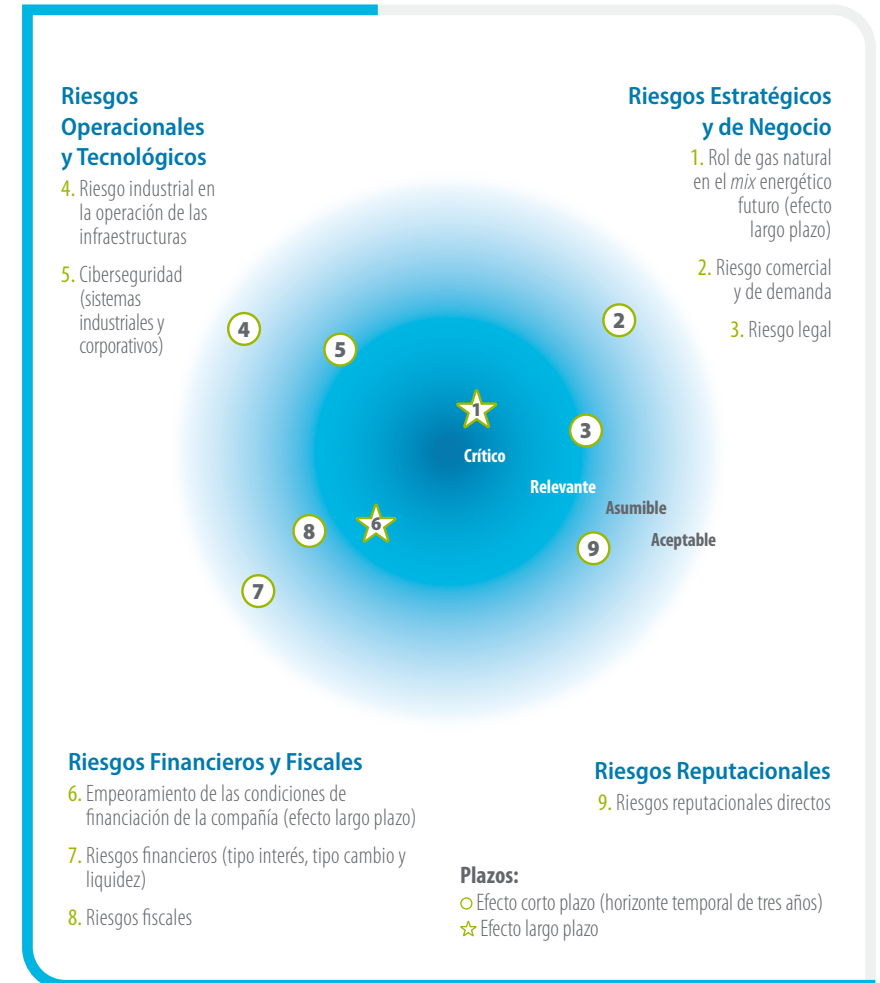 Riesgos
Operacionales
y Tecnológicos
4. Riesgo industrial en
la operación de las
infraestructuras
5. Ciberseguridad
(sistemas
industriales y
corporativos)
Riesgos Estratégicos
y de Negocio
1. Rol de gas natural
en el mix energético
futuro (efecto
largo plazo)
2. Riesgo comercial
y de demanda
3. Riesgo legal
4
5
2
1
3
Crítico
Relevante
Asumible
Aceptable
6
8
9
7
Riesgos Financieros y Fiscales
6. Empeoramiento de las condiciones de
financiación de la compañía (efecto largo plazo)
7. Riesgos financieros (tipo interés, tipo cambio y
liquidez)
8. Riesgos fiscales
Riesgos Reputacionales
9. Riesgos reputacionales directos
Plazos:
Efecto corto plazo (horizonte temporal de tres años)
Efecto largo plazo